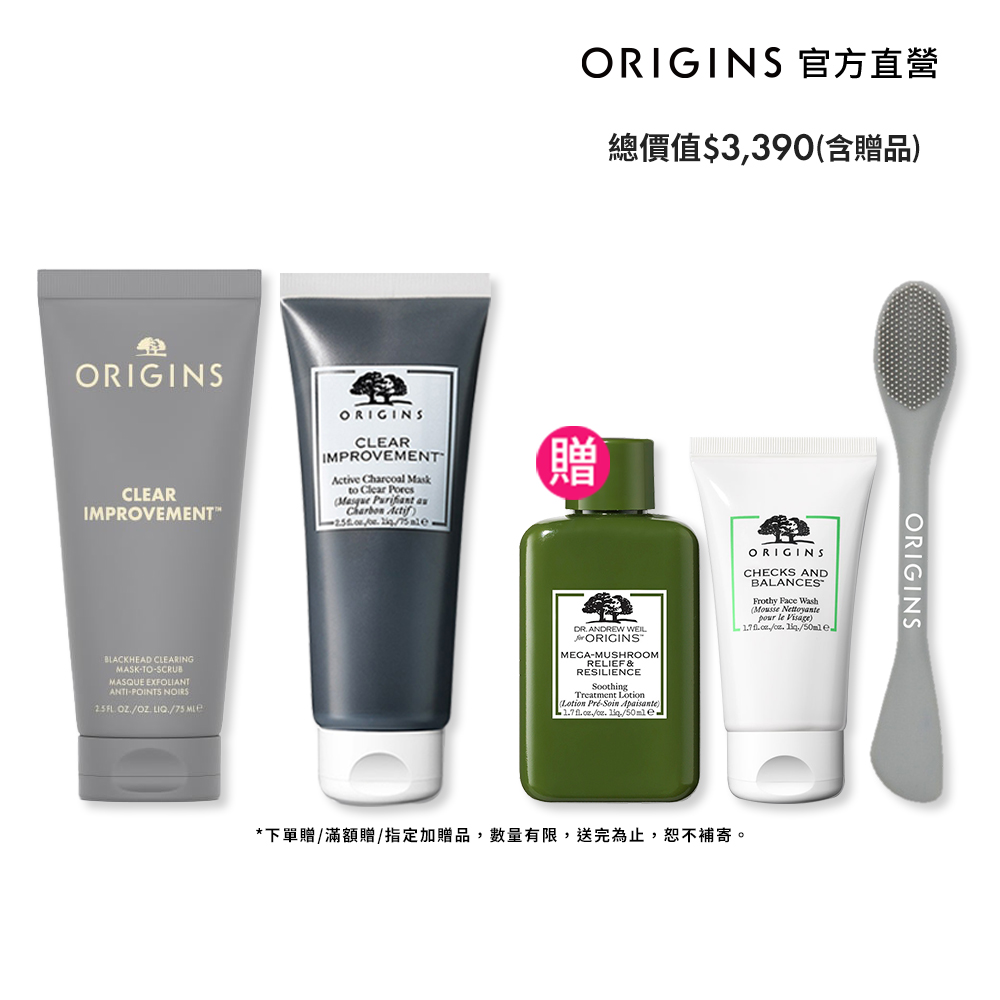 ORIGINS 官方直營
總價值$3,390(含贈品)
ORIGINS
CLEAR
IMPROVEMENT™
BLACKHEAD CLEARING
MASK-TO-SCRUB
MASQUE EXFOLIANT
ANTI-POINTS NOIRS
2.5 FL. OZ./OZ. LIQ./75 ML℮
ORIGINS
CLEAR
IMPROVEMENT™
Active Charcoal Mask
to Clear Pores
(Masque Purifiant au
Charbon Actif)
2.5 fl.oz./oz. liq./75 ml℮
贈
DR. ANDREW WEIL
for ORIGINS™
MEGA-MUSHROOM
RELIEF &
RESILIENCE
Soothing
Treatment Lotion
(Lotion Pré-Soin Apaisante)
1.7 fl.oz./oz. liq./50 ml℮
ORIGINS
CHECKS AND
BALANCES™
Frothy Face Wash
(Mousse Nettoyante
pour le Visage)
1.7 fl.oz./oz. liq./50ml℮
ORIGINS
*下單贈/滿額贈/指定加贈品，數量有限，送完為止，恕不補寄。